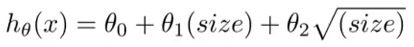 hθ(x) = θ0 + θ1(size) + θ2√(size)